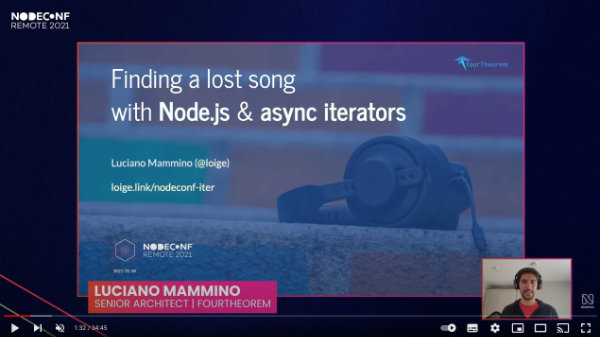 NODECONF
REMOTE 2021
fourTheorem
Finding a lost song
with Node.js & async iterators
Luciano Mammino (@loige)
loige.link/nodeconf-iter
NODECONF
REMOTE 2021
LUCIANO MAMMINO
SENIOR ARCHITECT | FOURTHEOREM
1:32 / 34:45